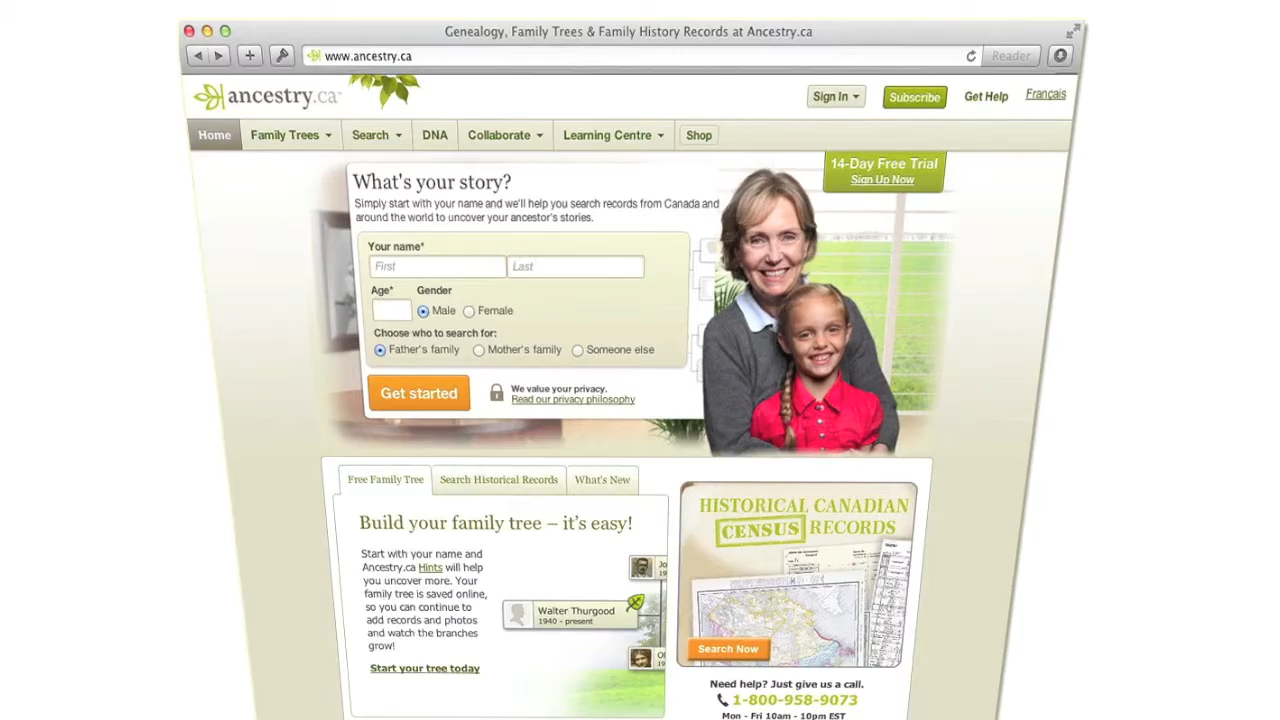 Genealogy, Family Trees & Family History Records at Ancestry.ca
www.ancestry.ca
Reader
ancestry.ca
Sign In
Subscribe
Get Help
Français
Home
Family Trees
Search
DNA
Collaborate
Learning Centre
Shop
14-Day Free Trial
Sign Up Now
What's your story?
Simply start with your name and we'll help you search records from Canada and
around the world to uncover your ancestor's stories.
Your name*
First
Last
Age*
Gender
Male
Female
Choose who to search for:
Father's family
Mother's family
Someone else
Get started
We value your privacy.
Read our privacy philosophy
Free Family Tree
Search Historical Records
What's New
Build your family tree – it's easy!
Start with your name and
Ancestry.ca Hints will help
you uncover more. Your
family tree is saved online,
so you can continue to
add records and photos
and watch the branches
grow!
Start your tree today
Walter Thurgood
1940 - present
HISTORICAL CANADIAN
CENSUS RECORDS
Search Now
Need help? Just give us a call.
1-800-958-9073
Mon - Fri 10am - 10pm EST